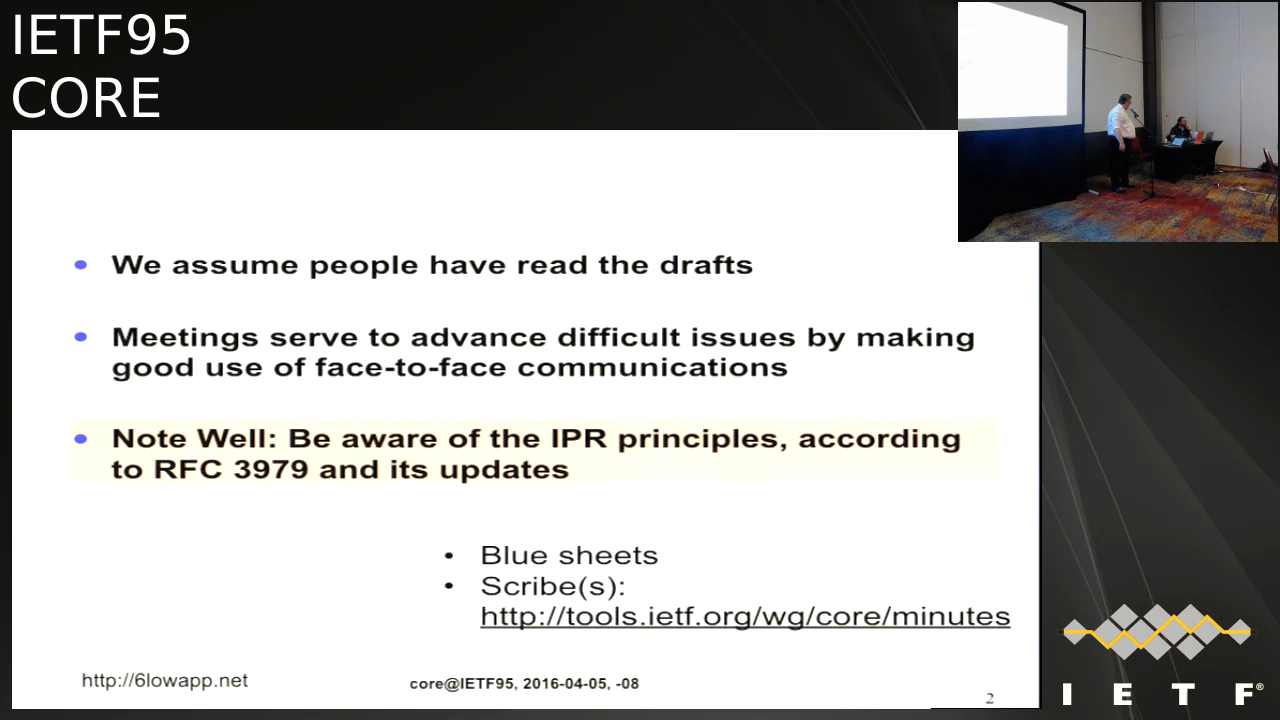 IETF95
CORE
• We assume people have read the drafts
• Meetings serve to advance difficult issues by making
good use of face-to-face communications
• Note Well: Be aware of the IPR principles, according
to RFC 3979 and its updates
• Blue sheets
• Scribe(s):
http://tools.ietf.org/wg/core/minutes
http://6lowapp.net
core@IETF95, 2016-04-05, -08
2
I E T F®